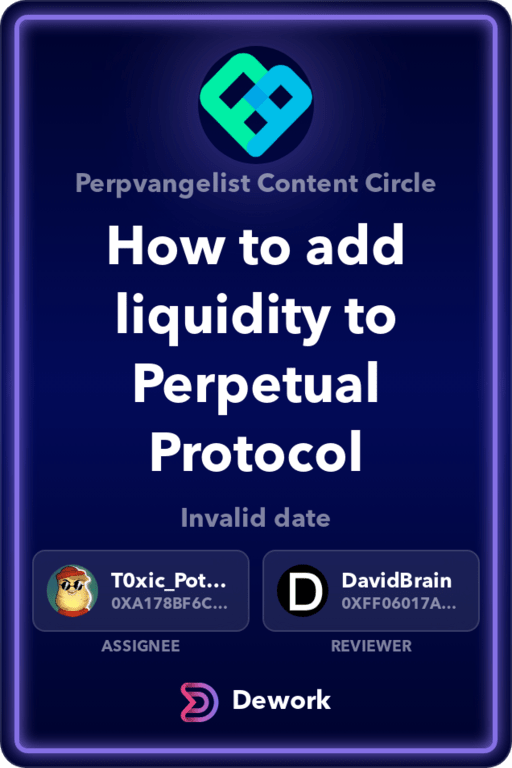 Perpvangelist Content Circle
How to add
liquidity to
Perpetual
Protocol
Invalid date
T0xic_Pot...
0XA178BF6C...
ASSIGNEE
D
DavidBrain
0XFF06017A...
REVIEWER
Dework